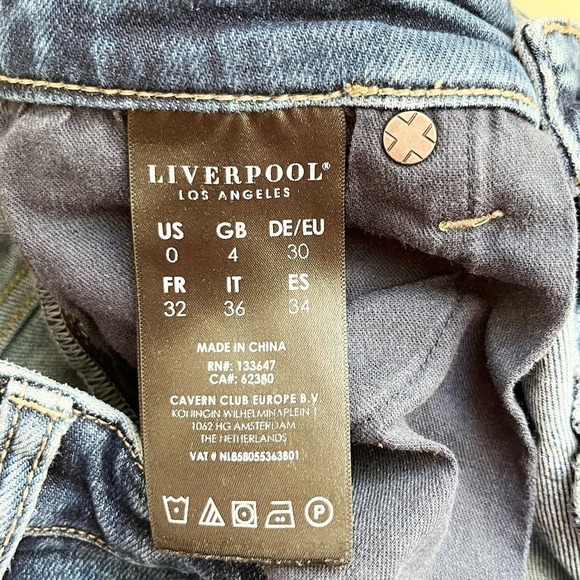 LIVERPOOL®
LOS ANGELES
US GB DE/EU
0 4 30
FR IT ES
32 36 34
MADE IN CHINA
RN#: 133647
CA#: 62380
CAVERN CLUB EUROPE B.V.
KONINGIN WILHELMINAPLEIN 1
1062 HG AMSTERDAM
THE NETHERLANDS
VAT # NL858055363B01
P